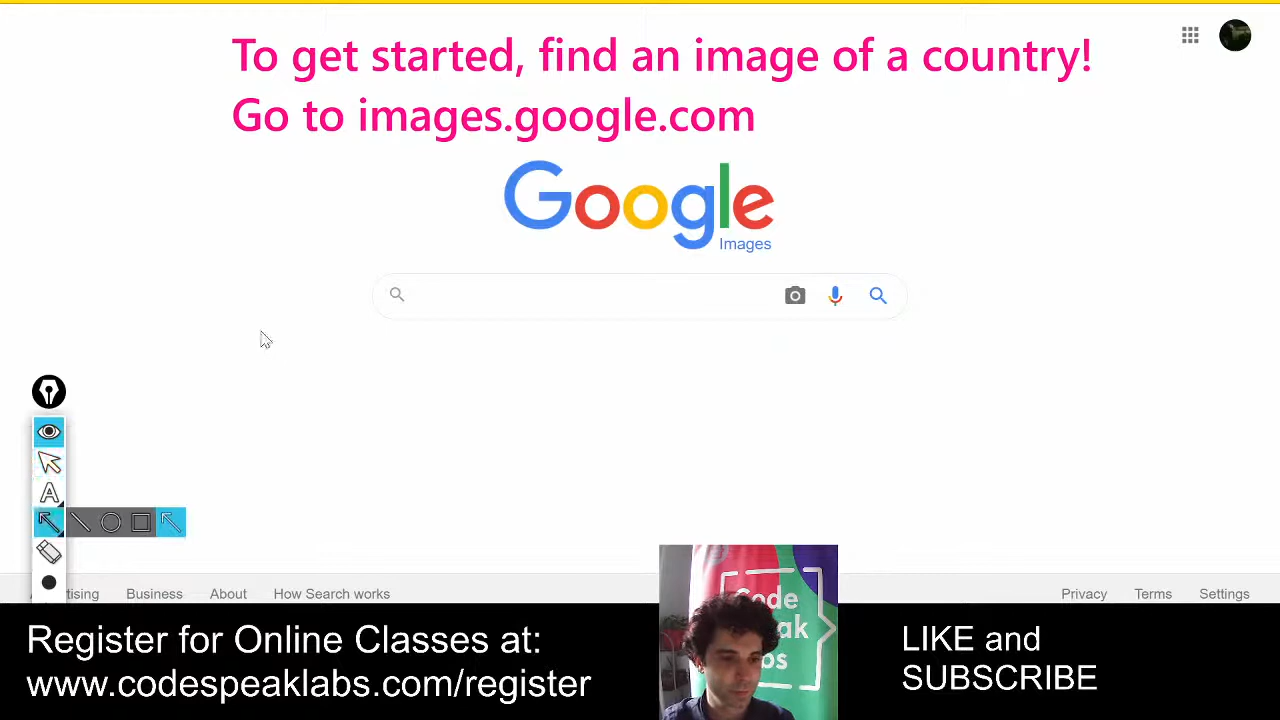 To get started, find an image of a country!
Go to images.google.com
Google
Images
A
Business
About
How Search works
Privacy
Terms
Settings
Register for Online Classes at:
www.codespeaklabs.com/register
Code
LIKE and
SUBSCRIBE